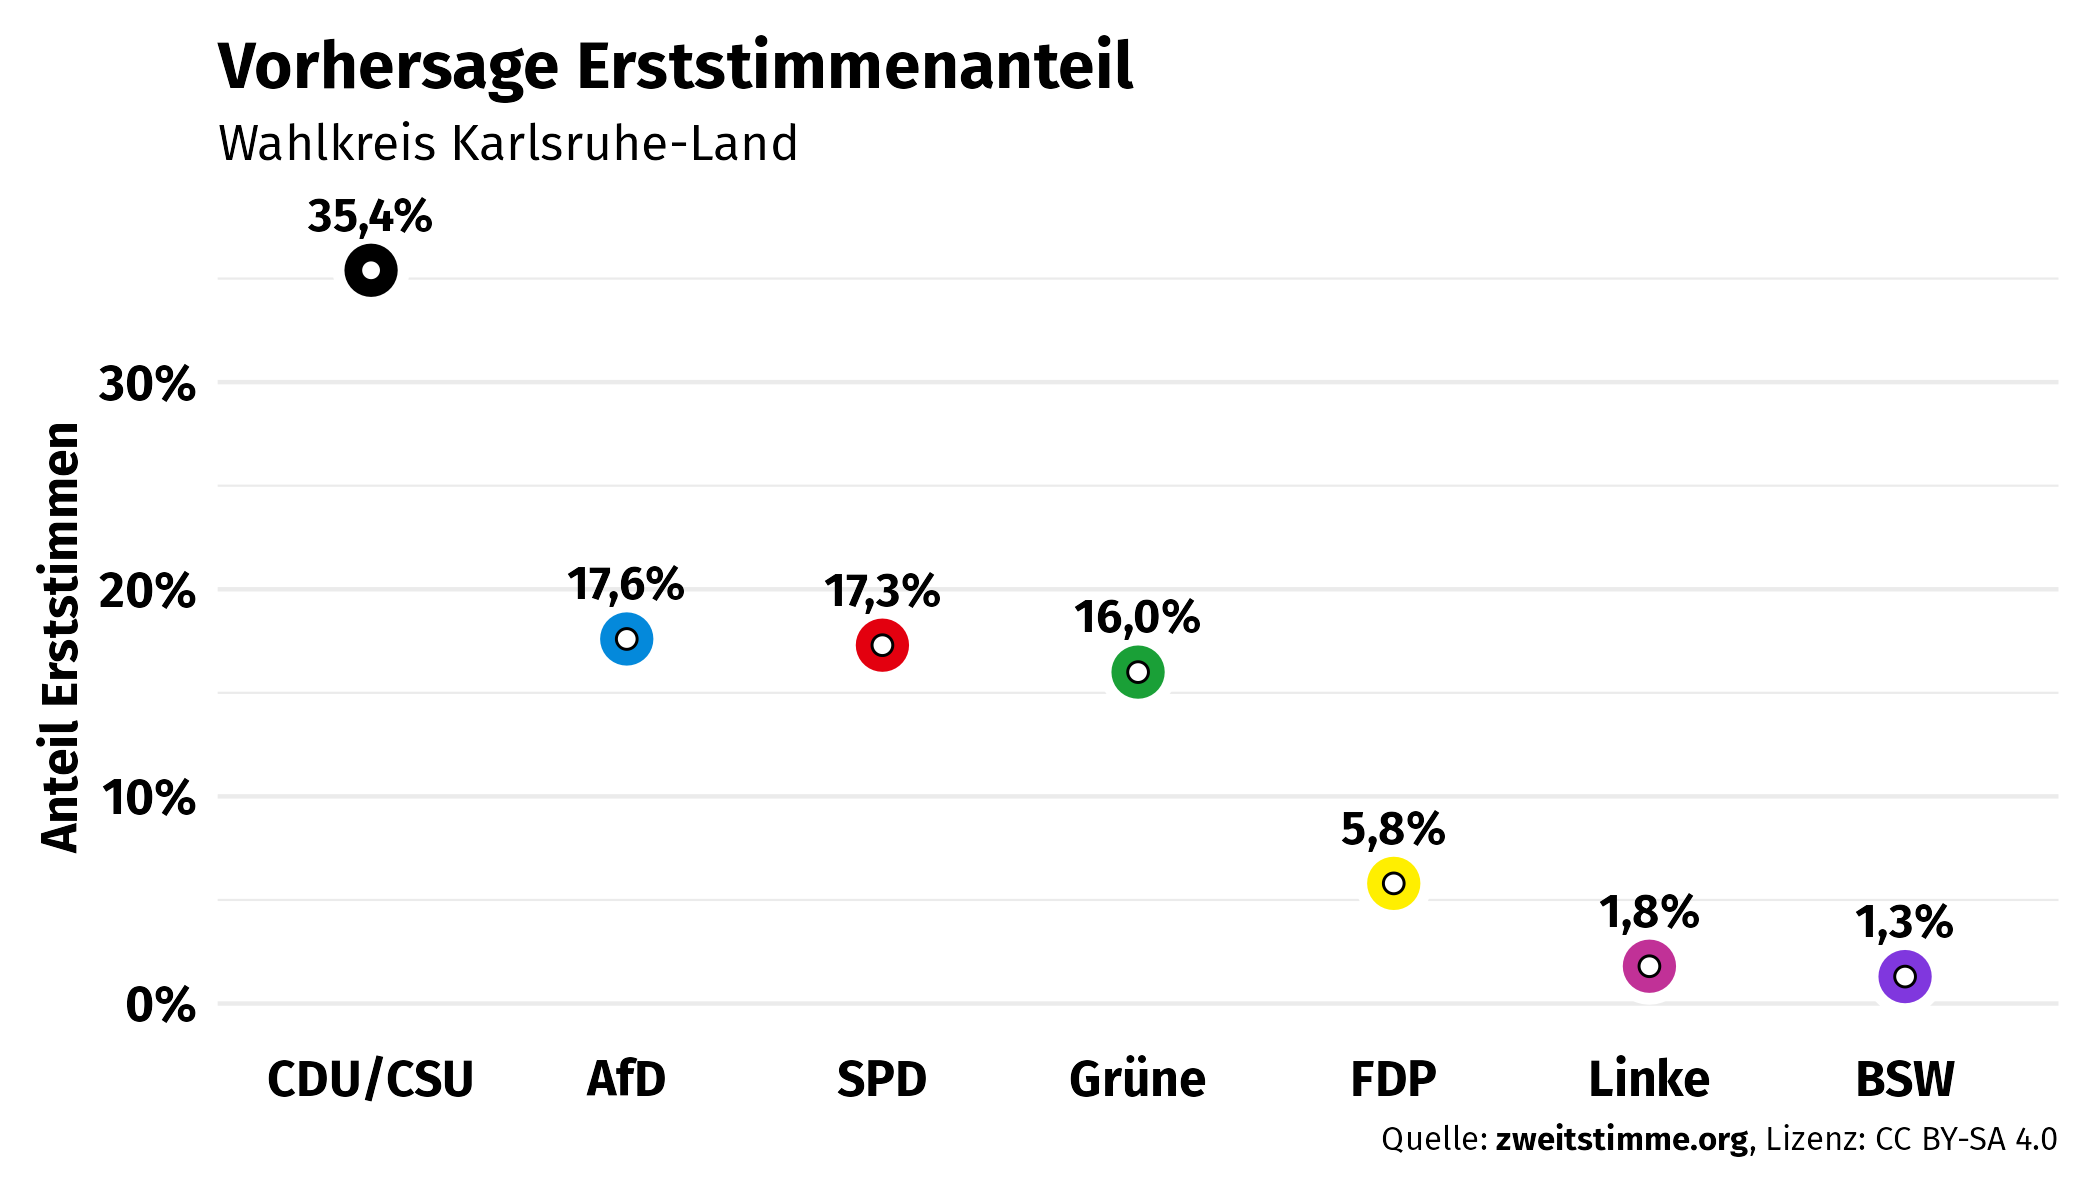 Vorhersage Erststimmenanteil
Wahlkreis Karlsruhe-Land
Anteil Erststimmen
30%
20%
10%
0%
35,4%
17,6%
17,3%
16,0%
5,8%
1,8%
1,3%
CDU/CSU AfD SPD Grüne FDP Linke BSW
Quelle: zweitstimme.org, Lizenz: CC BY-SA 4.0